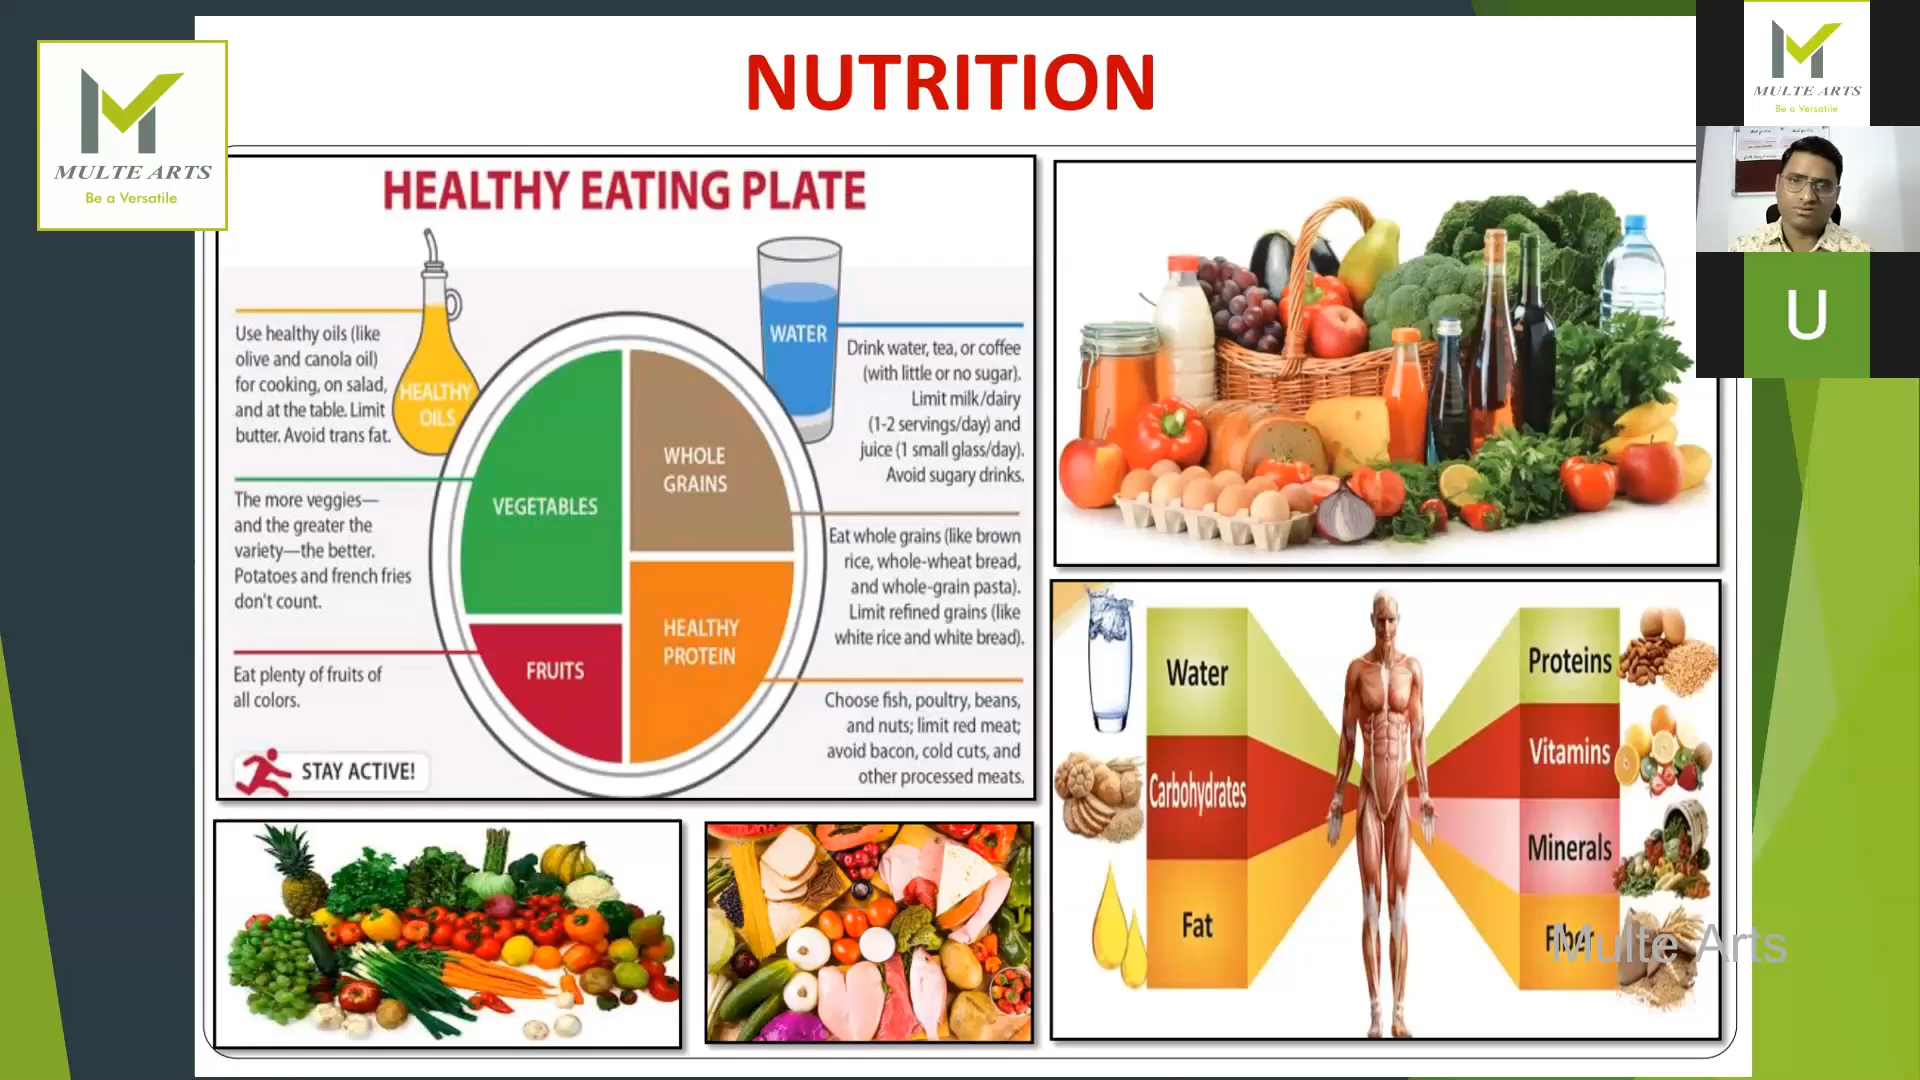 NUTRITION
MULTE ARTS
Be a Versatile
HEALTHY EATING PLATE
Use healthy oils (like
olive and canola oil)
for cooking, on salad,
and at the table. Limit
butter. Avoid trans fat.
HEALTHY
OILS
WATER
Drink water, tea, or coffee
(with little or no sugar).
Limit milk/dairy
(1-2 servings/day) and
juice (1 small glass/day).
Avoid sugary drinks.
The more veggies—
and the greater the
variety—the better.
Potatoes and french fries
don't count.
VEGETABLES
WHOLE
GRAINS
Eat whole grains (like brown
rice, whole-wheat bread,
and whole-grain pasta).
Limit refined grains (like
white rice and white bread).
Eat plenty of fruits of
all colors.
FRUITS
HEALTHY
PROTEIN
Choose fish, poultry, beans,
and nuts; limit red meat;
avoid bacon, cold cuts, and
other processed meats.
STAY ACTIVE!
Water
Carbohydrates
Fat
Proteins
Vitamins
Minerals
Fiber
Multe Arts
MULTE ARTS
Be a Versatile
U